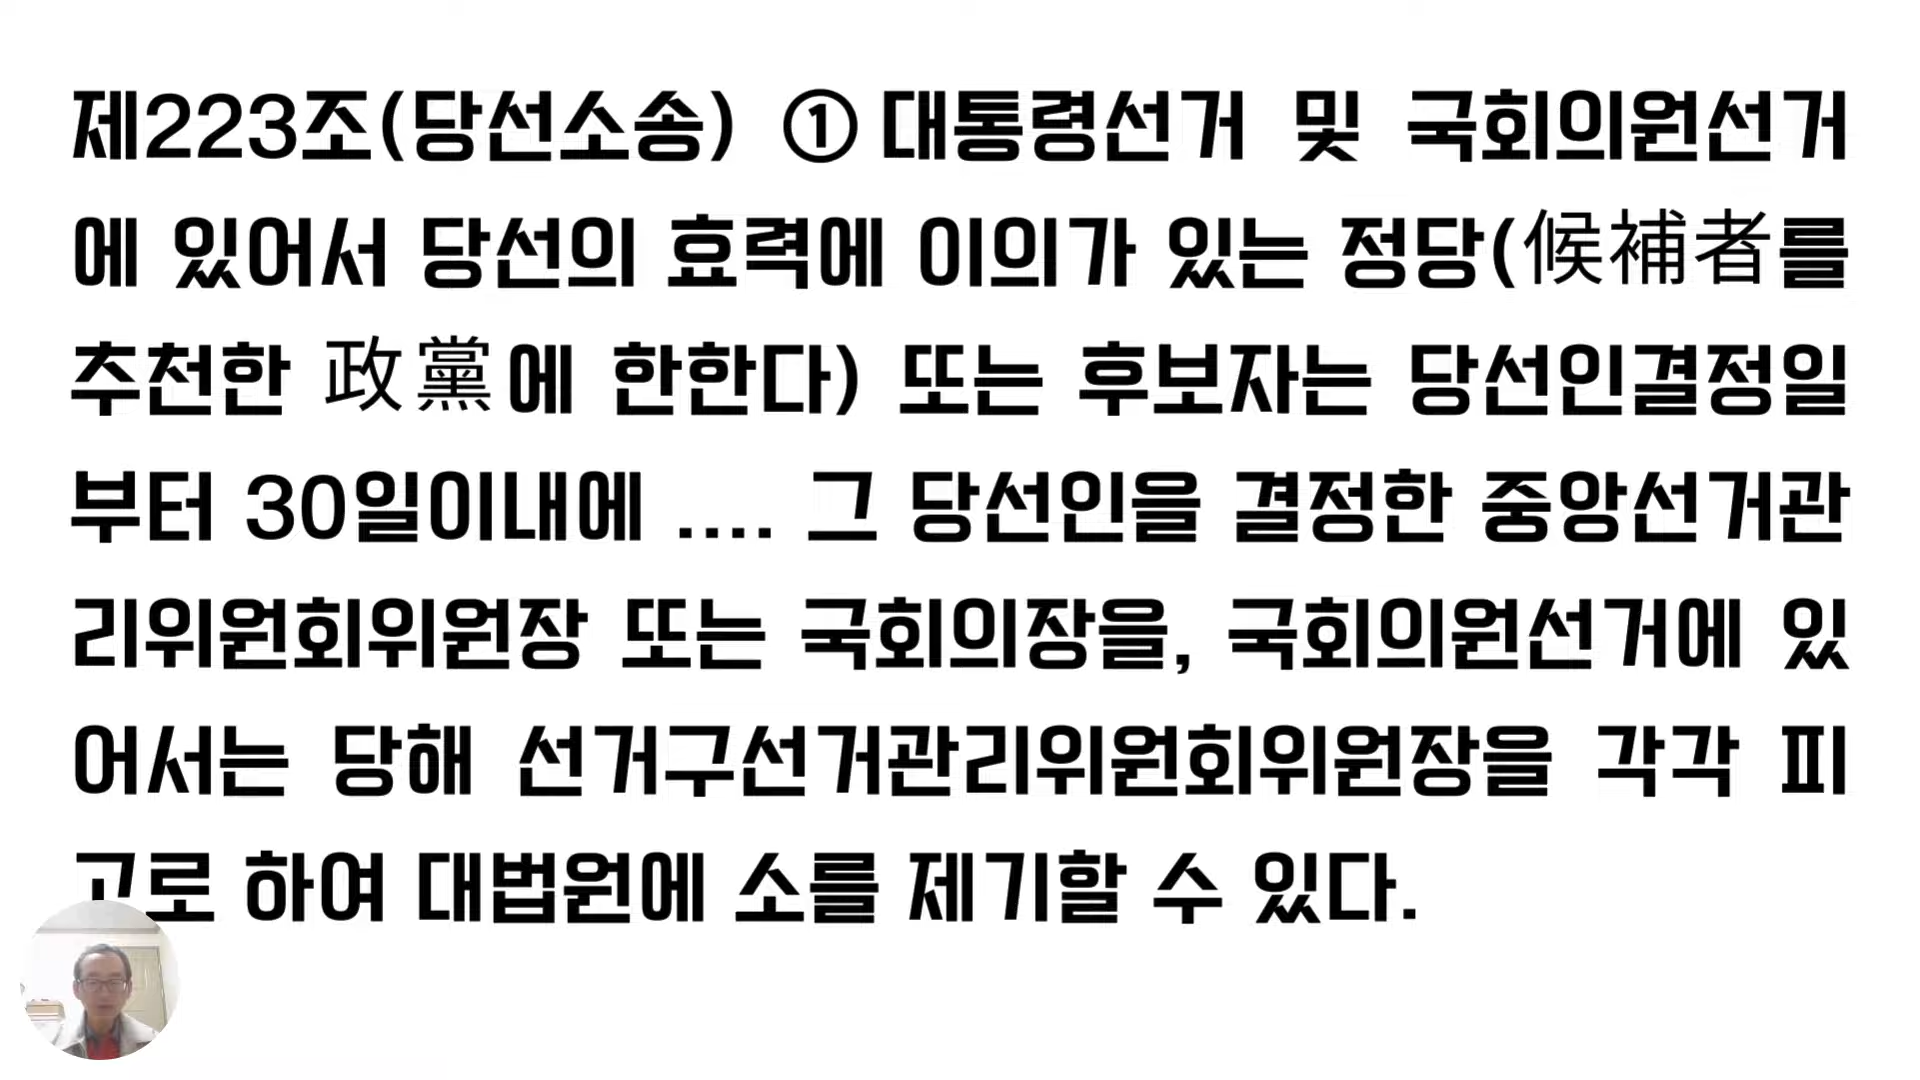 제223조(당선소송) ① 대통령선거 및 국회의원선거
에 있어서 당선의 효력에 이의가 있는 정당(候補者를
추천한 政黨에 한한다) 또는 후보자는 당선인결정일
부터 30일이내에 .... 그 당선인을 결정한 중앙선거관
리위원회위원장 또는 국회의장을, 국회의원선거에 있
어서는 당해 선거구선거관리위원회위원장을 각각 피
고로 하여 대법원에 소를 제기할 수 있다.